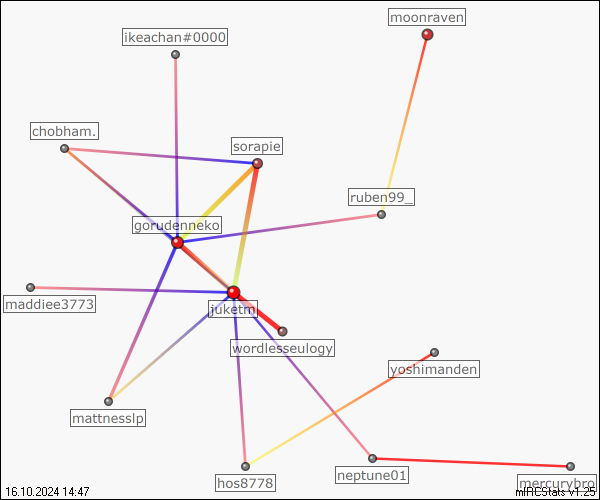 moonraven
ikeachan#0000
chobham.
sorapie
ruben99_
gorudenneko
maddiee3773
juketm
wordlesseulogy
yoshimanden
mattnesslp
neptune01
hos8778
mercurybro
16.10.2024 14:47
mIRCStats v1.25